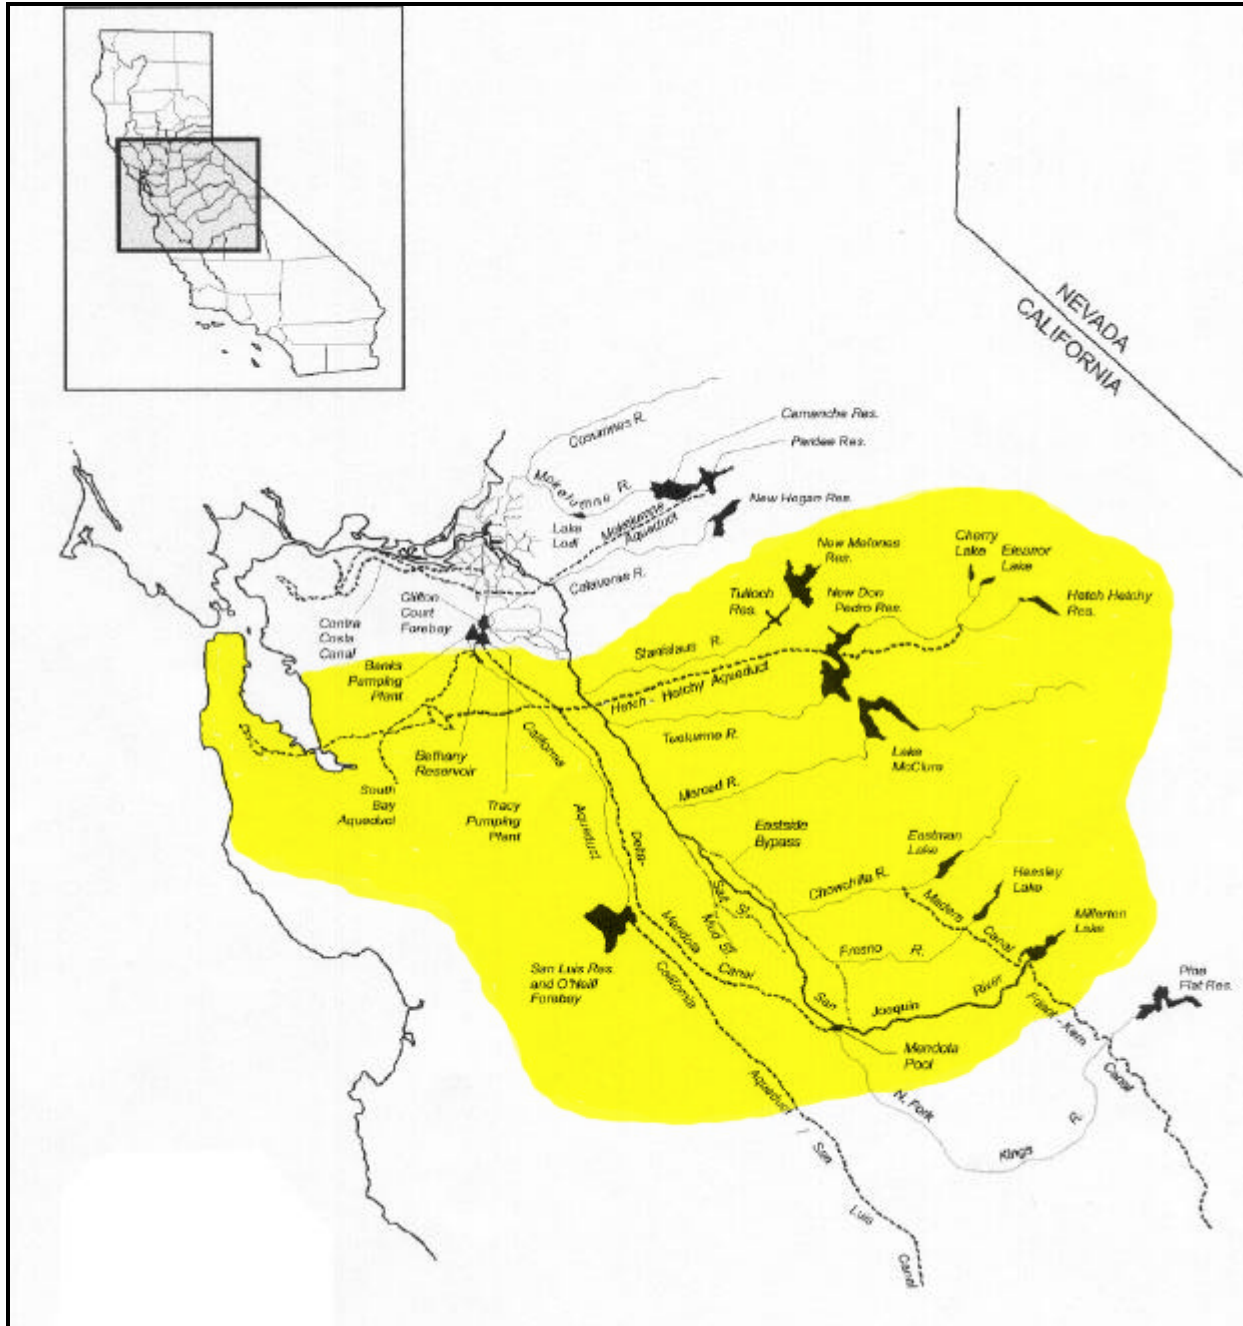 NEVADA
CALIFORNIA
Cosumnes R.
Camanche Res.
Pardee Res.
Mokelumne R.
New Hogan Res.
Lake
Lodi
Mokelumne
Aqueduct
Calaveras R.
New Melones
Res.
Cherry
Lake
Eleanor
Lake
Tulloch
Res.
New Don
Pedro Res.
Hetch Hetchy
Res.
Clifton
Court
Forebay
Contra
Costa
Canal
Stanislaus R.
Banks
Pumping
Plant
Hetch - Hetchy Aqueduct
California
Aqueduct
Tuolumne R.
Bethany
Reservoir
Lake
McClure
South
Bay
Aqueduct
Tracy
Pumping
Plant
Merced R.
Delta-
Mendota
Canal
Eastside
Bypass
Eastman
Lake
Chowchilla R.
Hensley
Lake
Madera
Canal
Salt Sl.
Mud Sl.
Millerton
Lake
Fresno R.
San Luis Res.
and O'Neill
Forebay
California
Aqueduct
San
Joaquin
River
Pine
Flat Res.
Friant - Kern
Canal
Mendota
Pool
N. Fork
Kings
R.
San
Luis
Canal